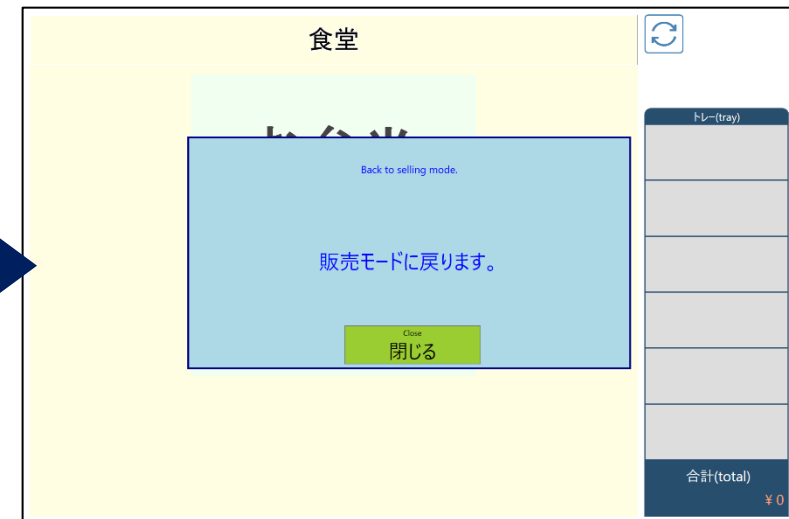 食堂
トレー(tray)
Back to selling mode.
販売モードに戻ります。
Close
閉じる
合計(total)
¥ 0